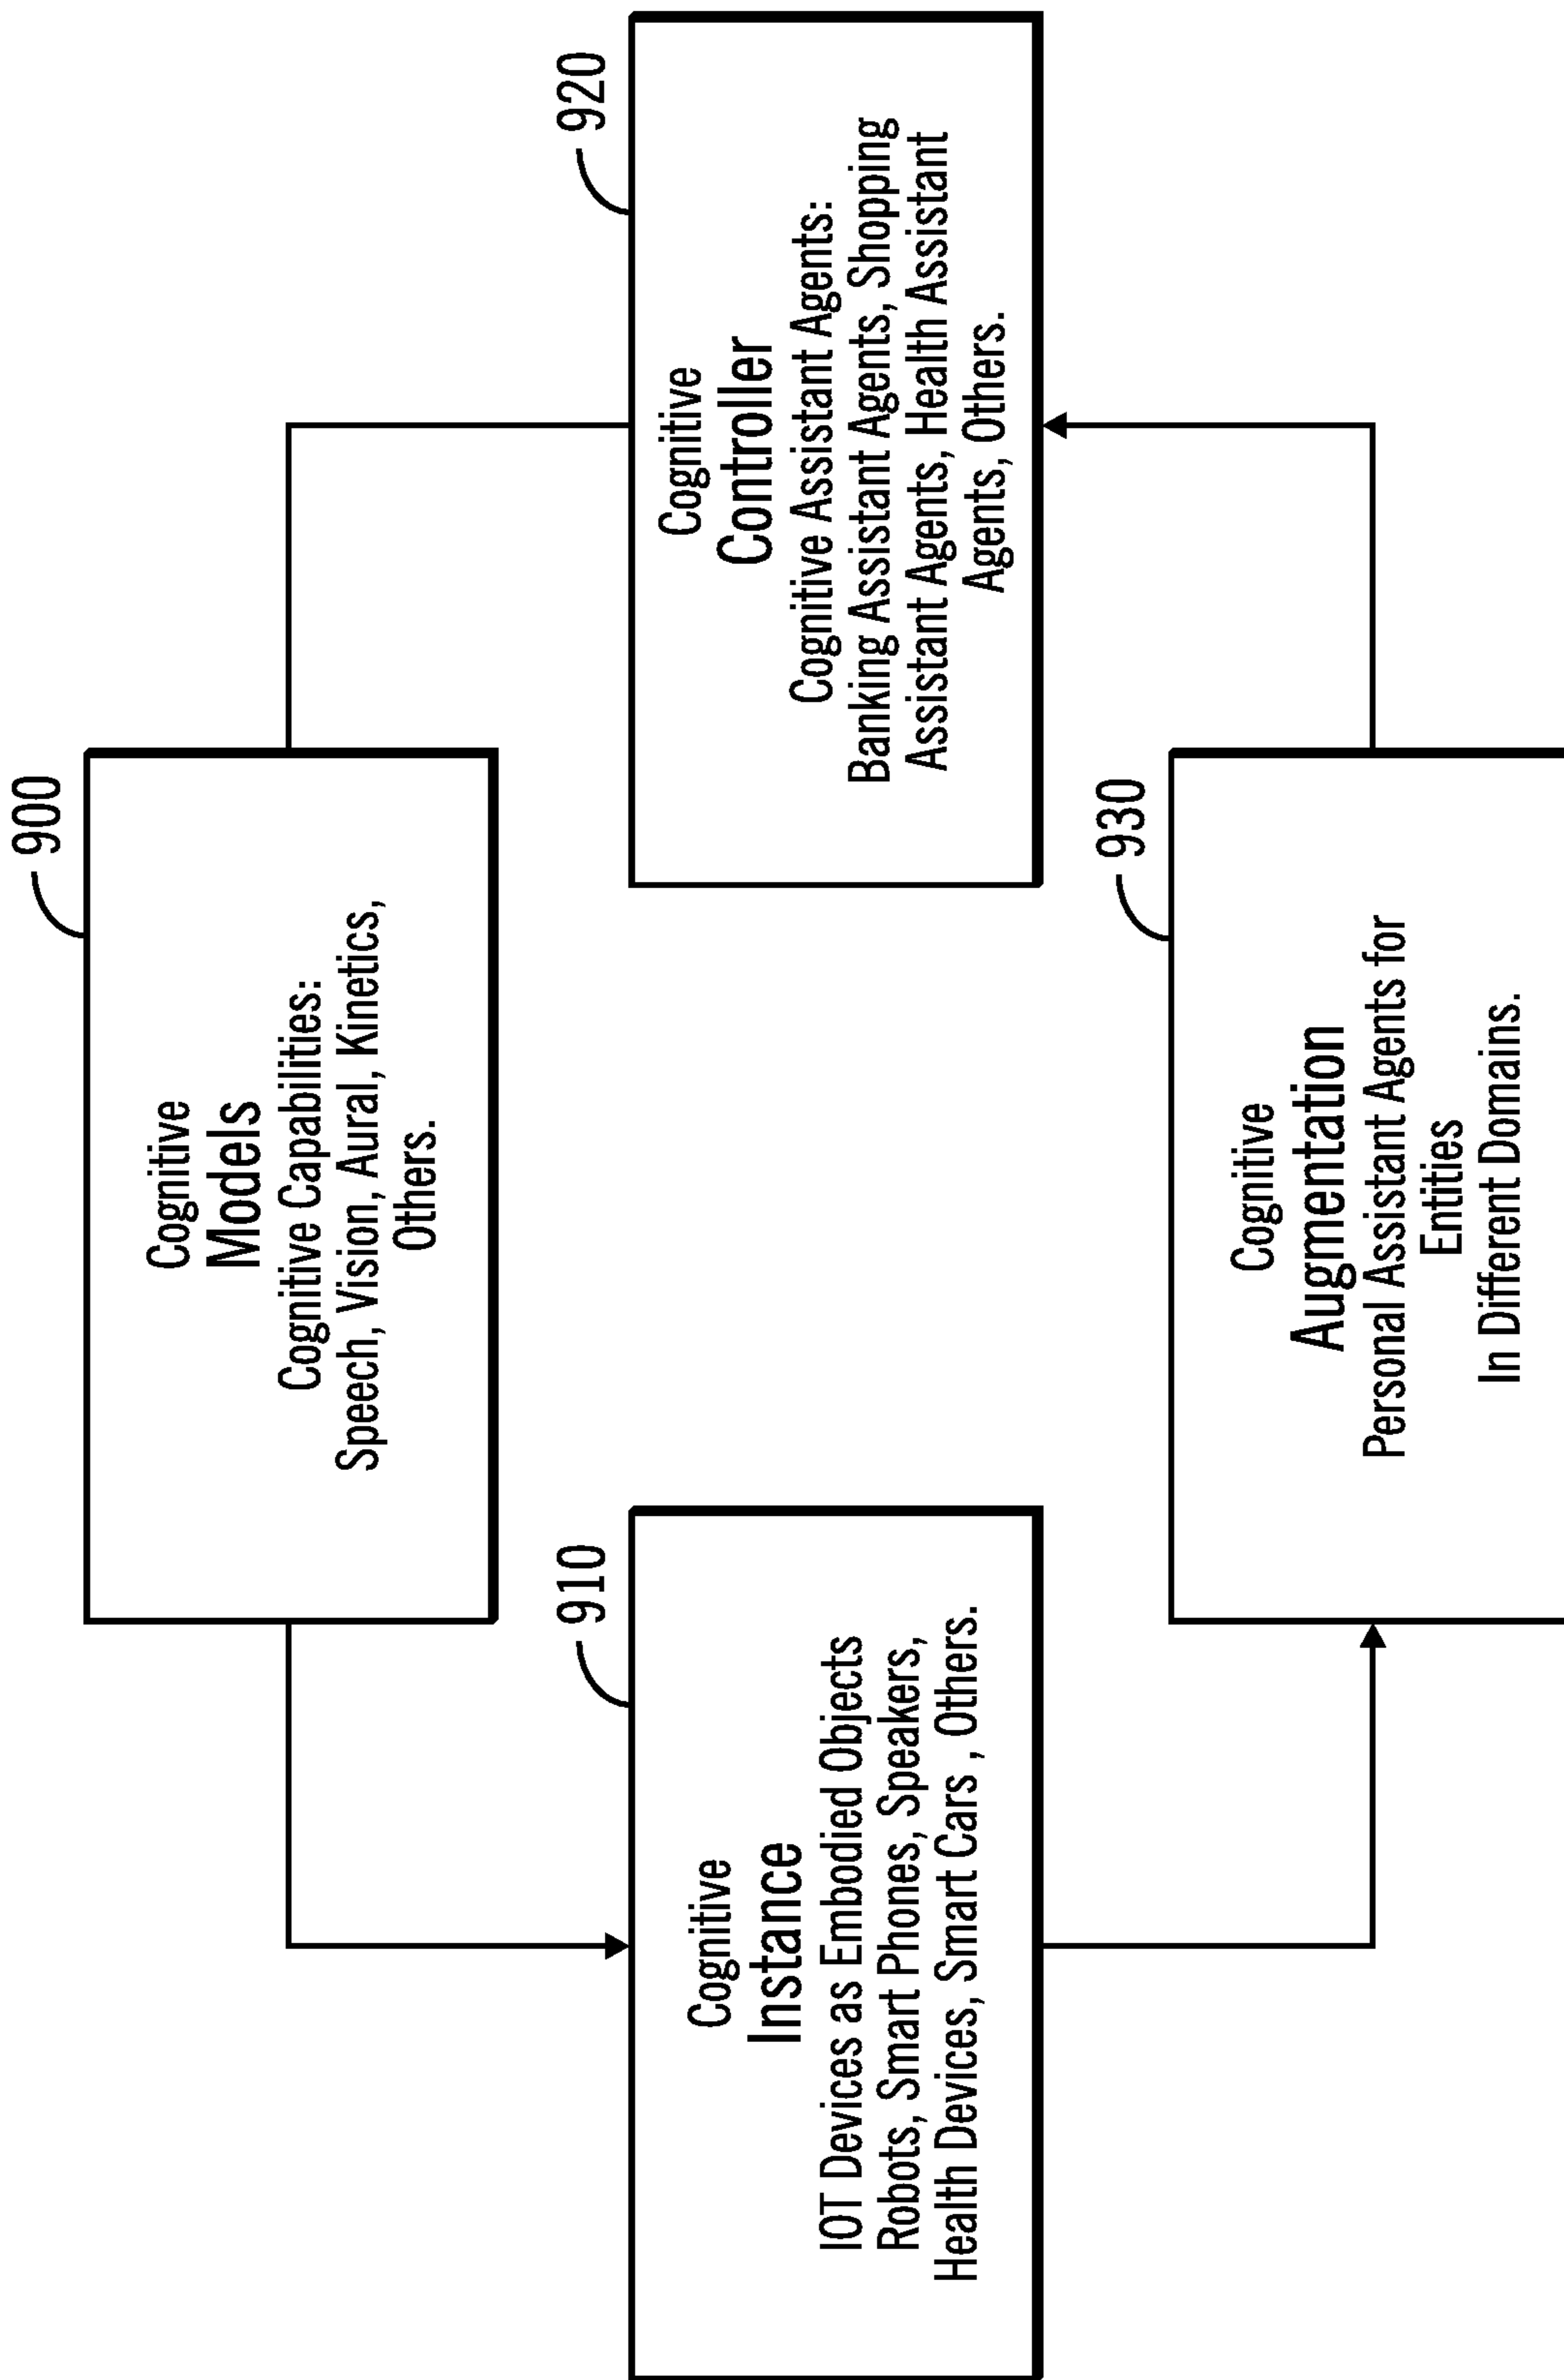 900
Cognitive
Models
Cognitive Capabilities:
Speech, Vision, Aural, Kinetics,
Others.
910
Cognitive
Instance
IOT Devices as Embodied Objects
Robots, Smart Phones, Speakers,
Health Devices, Smart Cars , Others.
920
Cognitive
Controller
Cognitive Assistant Agents:
Banking Assistant Agents, Shopping
Assistant Agents, Health Assistant
Agents, Others.
930
Cognitive
Augmentation
Personal Assistant Agents for
Entities
In Different Domains.